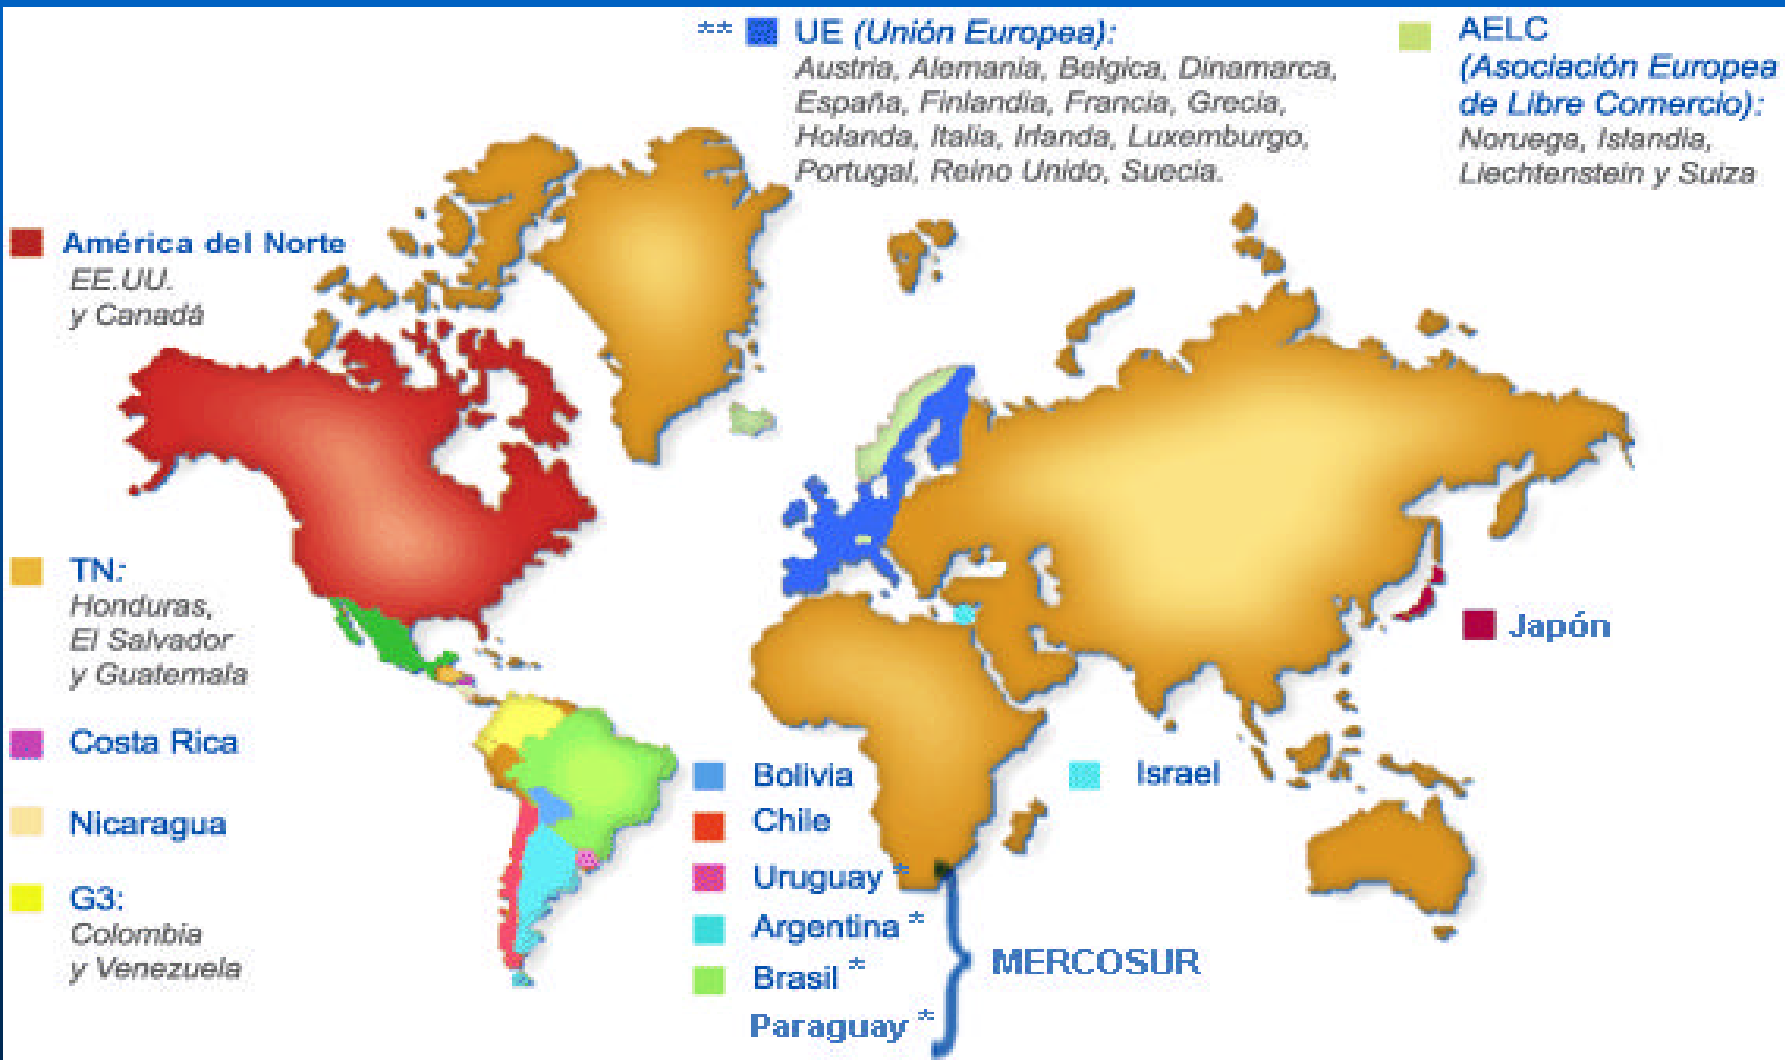 ** UE (Unión Europea):
Austria, Alemania, Belgica, Dinamarca,
España, Finlandia, Francia, Grecia,
Holanda, Italia, Irlanda, Luxemburgo,
Portugal, Reino Unido, Suecia.
AELC
(Asociación Europea
de Libre Comercio):
Noruega, Islandia,
Liechtenstein y Suiza
América del Norte
EE.UU.
y Canadá
TN:
Honduras,
El Salvador
y Guatemala
Costa Rica
Nicaragua
G3:
Colombia
y Venezuela
Japón
Israel
Bolivia
Chile
Uruguay *
Argentina *
Brasil *
Paraguay *
MERCOSUR